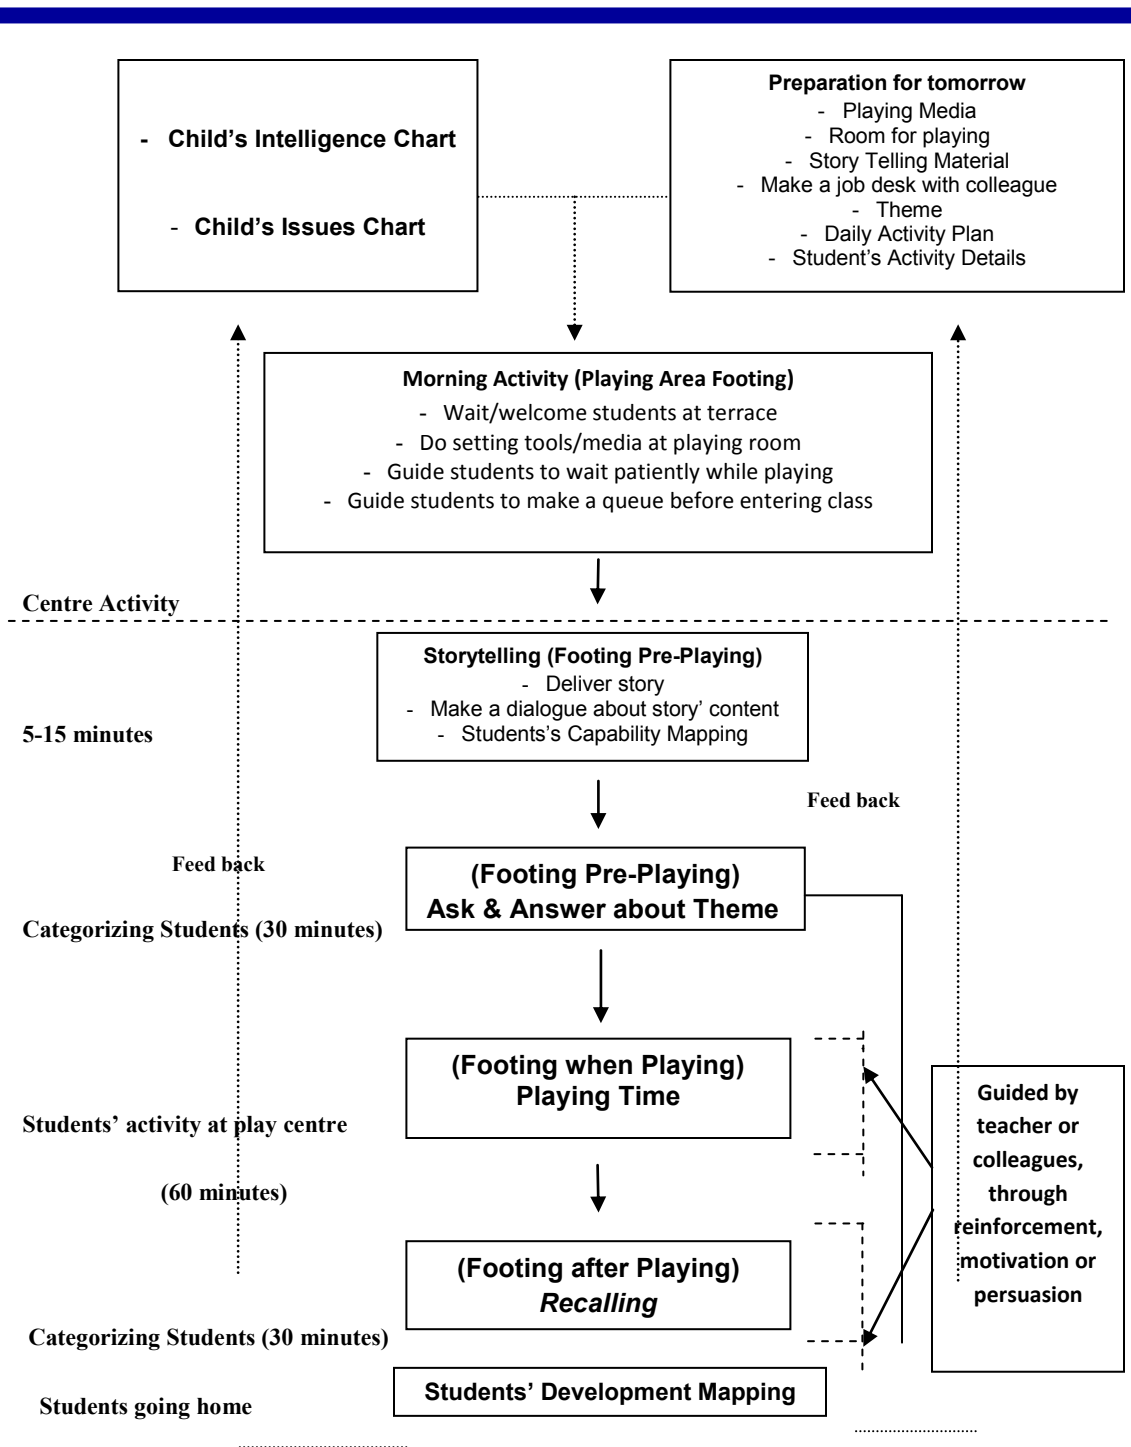 - Child's Intelligence Chart
- Child's Issues Chart
Preparation for tomorrow
- Playing Media
- Room for playing
- Story Telling Material
- Make a job desk with colleague
- Theme
- Daily Activity Plan
- Student's Activity Details
Morning Activity (Playing Area Footing)
- Wait/welcome students at terrace
- Do setting tools/media at playing room
- Guide students to wait patiently while playing
- Guide students to make a queue before entering class
Centre Activity
Storytelling (Footing Pre-Playing)
- Deliver story
- Make a dialogue about story' content
- Students's Capability Mapping
5-15 minutes
Feed back
Feed back
(Footing Pre-Playing)
Ask & Answer about Theme
Categorizing Students (30 minutes)
(Footing when Playing)
Playing Time
Students' activity at play centre
(60 minutes)
Guided by
teacher or
colleagues,
through
reinforcement,
motivation or
persuasion
(Footing after Playing)
Recalling
Categorizing Students (30 minutes)
Students' Development Mapping
Students going home